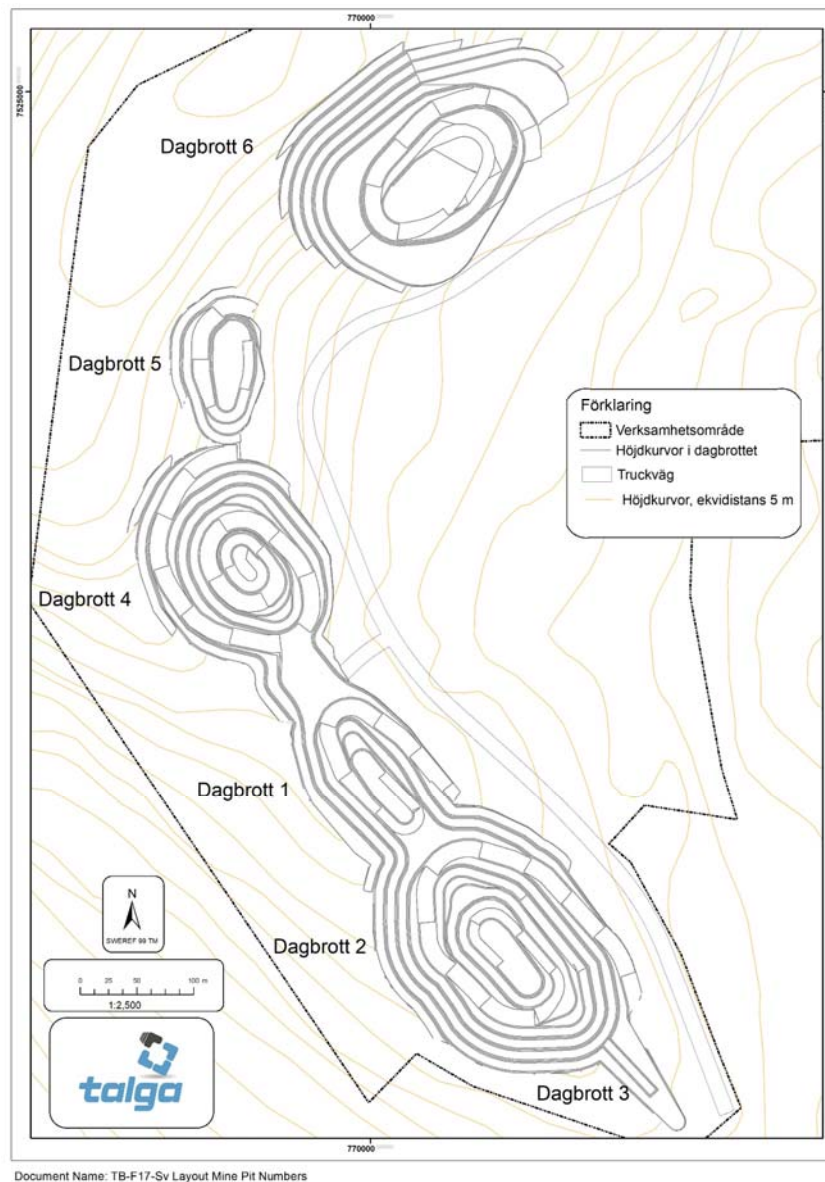 770000
7525000
Dagbrott 6
Dagbrott 5
Förklaring
Verksamhetsområde
Höjdkurvor i dagbrottet
Truckväg
Höjdkurvor, ekvidistans 5 m
Dagbrott 4
Dagbrott 1
N
SWEREF 99 TM
Dagbrott 2
0 25 50 100 m
1:2,500
talga
Dagbrott 3
770000
Document Name: TB-F17-Sv Layout Mine Pit Numbers